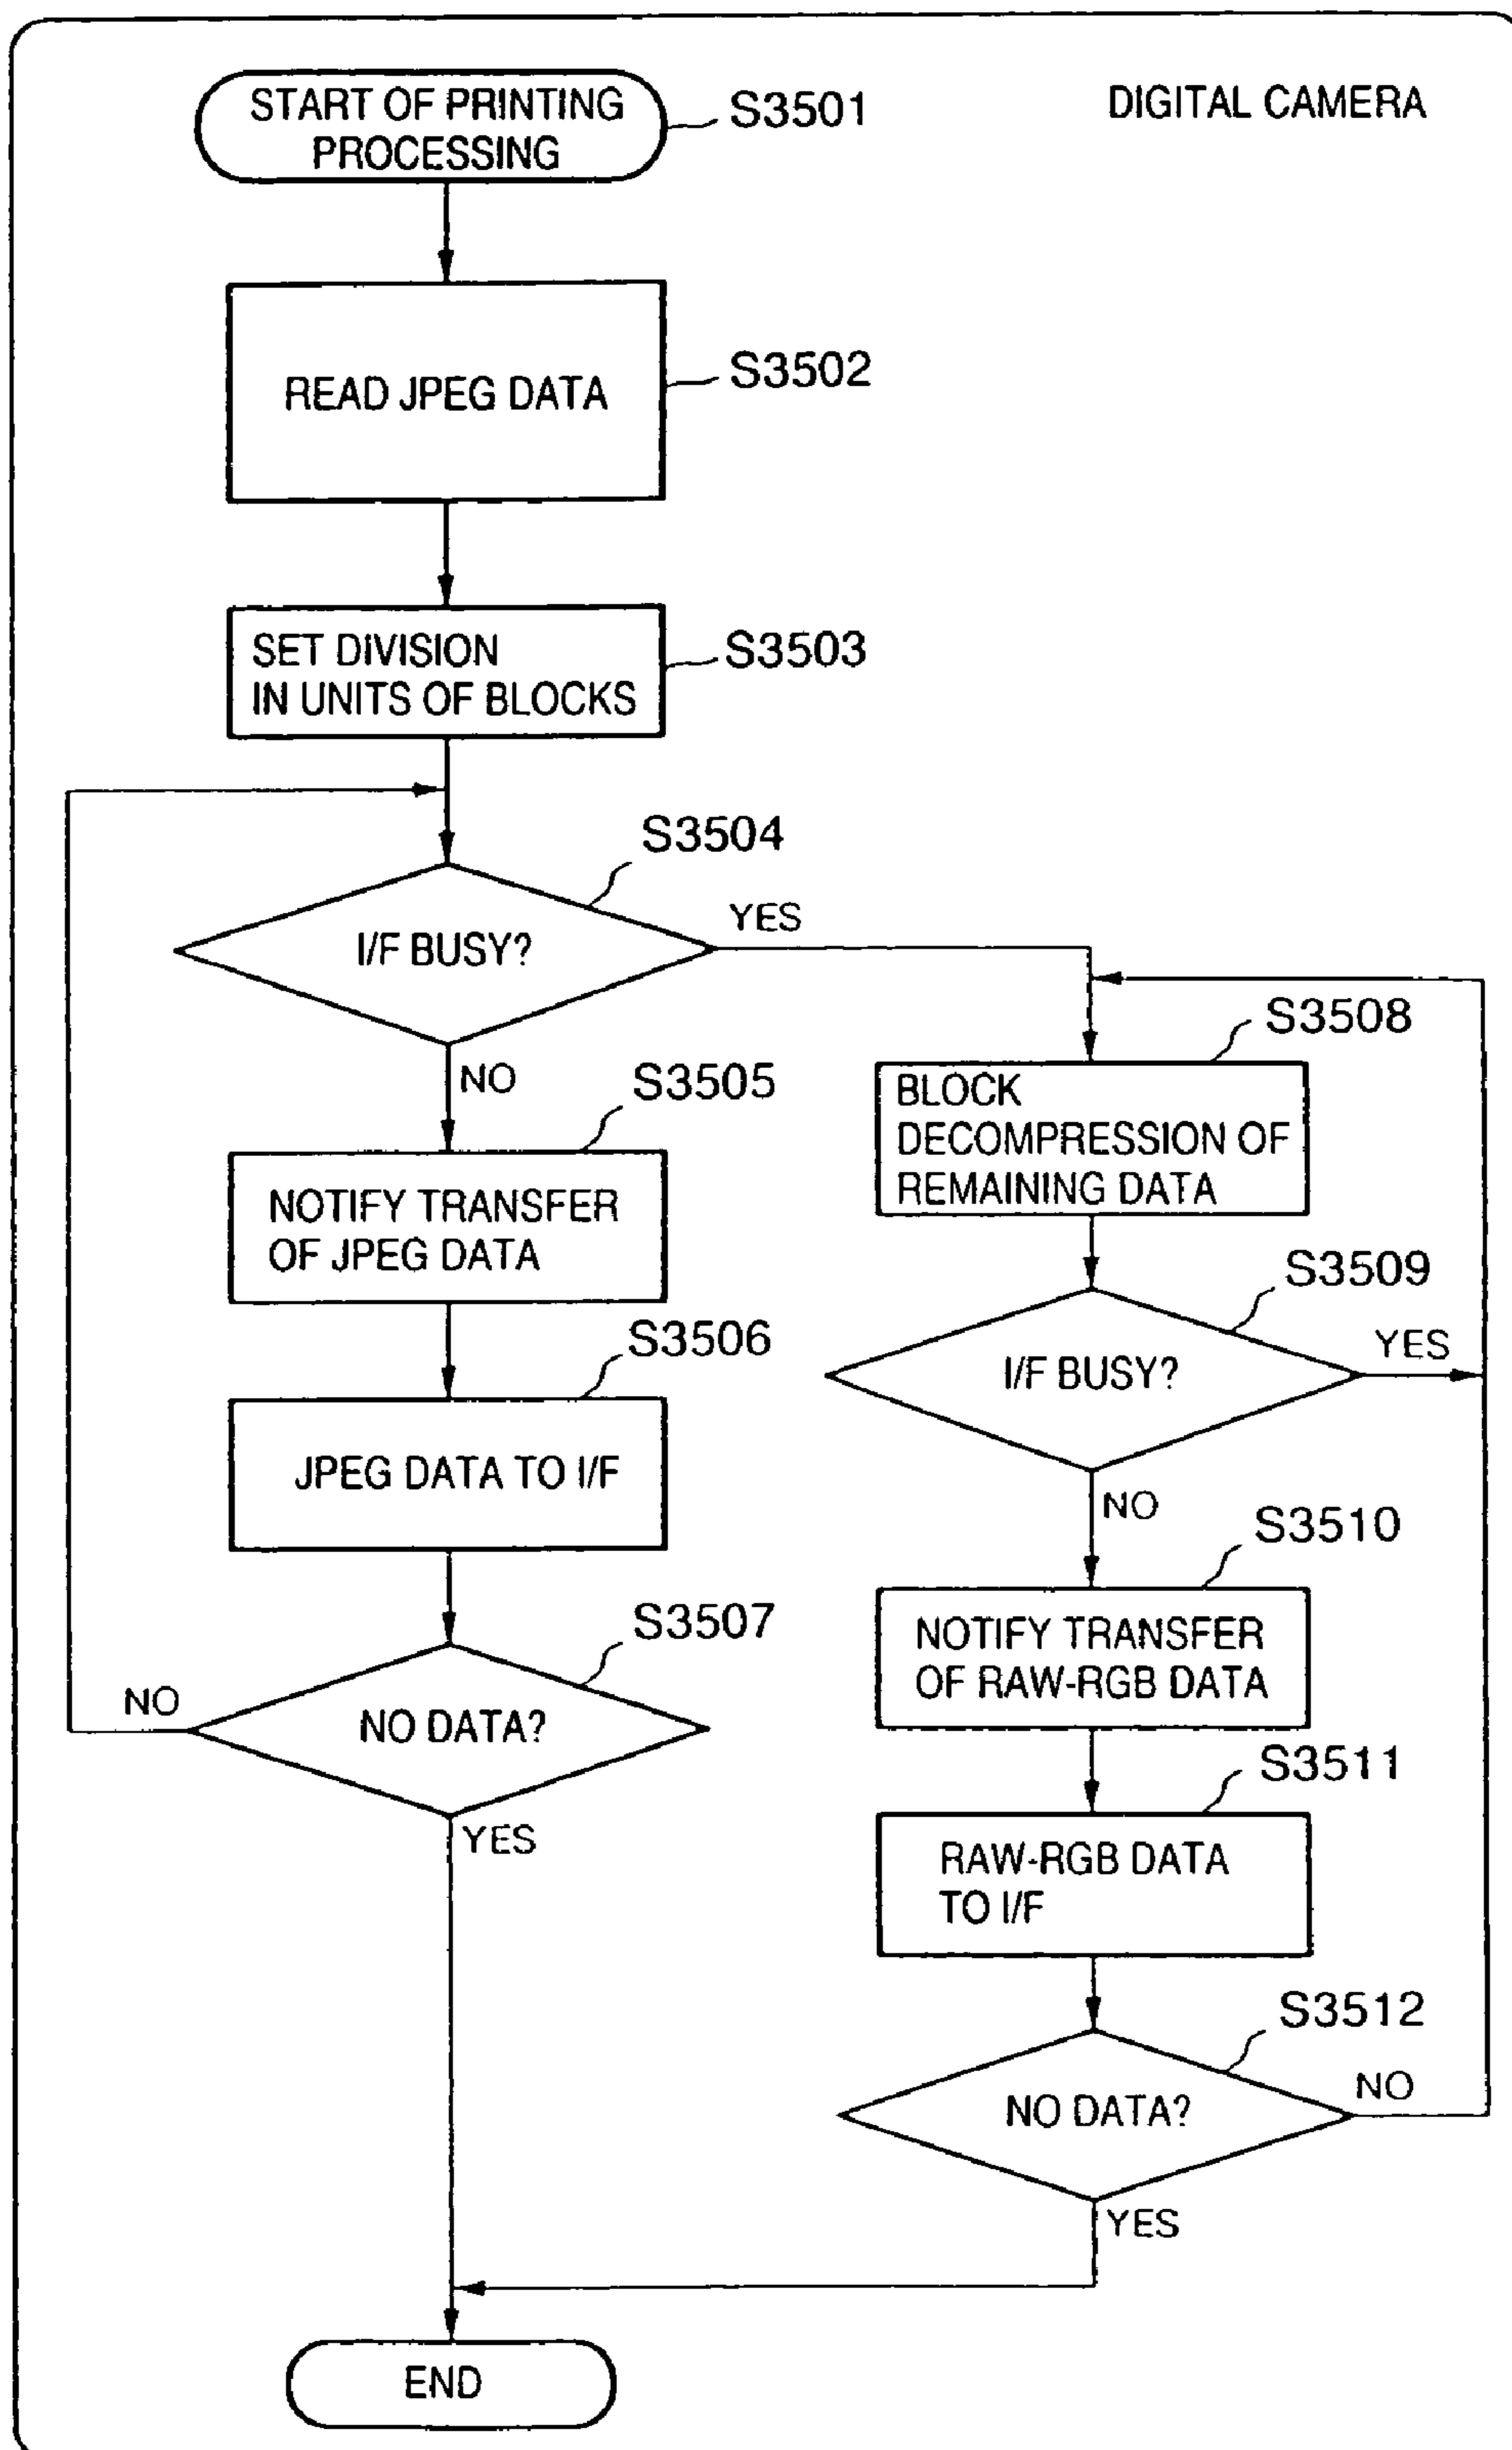 DIGITAL CAMERA
START OF PRINTING
PROCESSING
S3501
READ JPEG DATA
S3502
SET DIVISION
IN UNITS OF BLOCKS
S3503
S3504
I/F BUSY?
YES
NO
S3505
NOTIFY TRANSFER
OF JPEG DATA
S3506
JPEG DATA TO I/F
S3507
NO DATA?
NO
YES
S3508
BLOCK
DECOMPRESSION OF
REMAINING DATA
S3509
I/F BUSY?
YES
NO
S3510
NOTIFY TRANSFER
OF RAW-RGB DATA
S3511
RAW-RGB DATA
TO I/F
S3512
NO DATA?
NO
YES
END